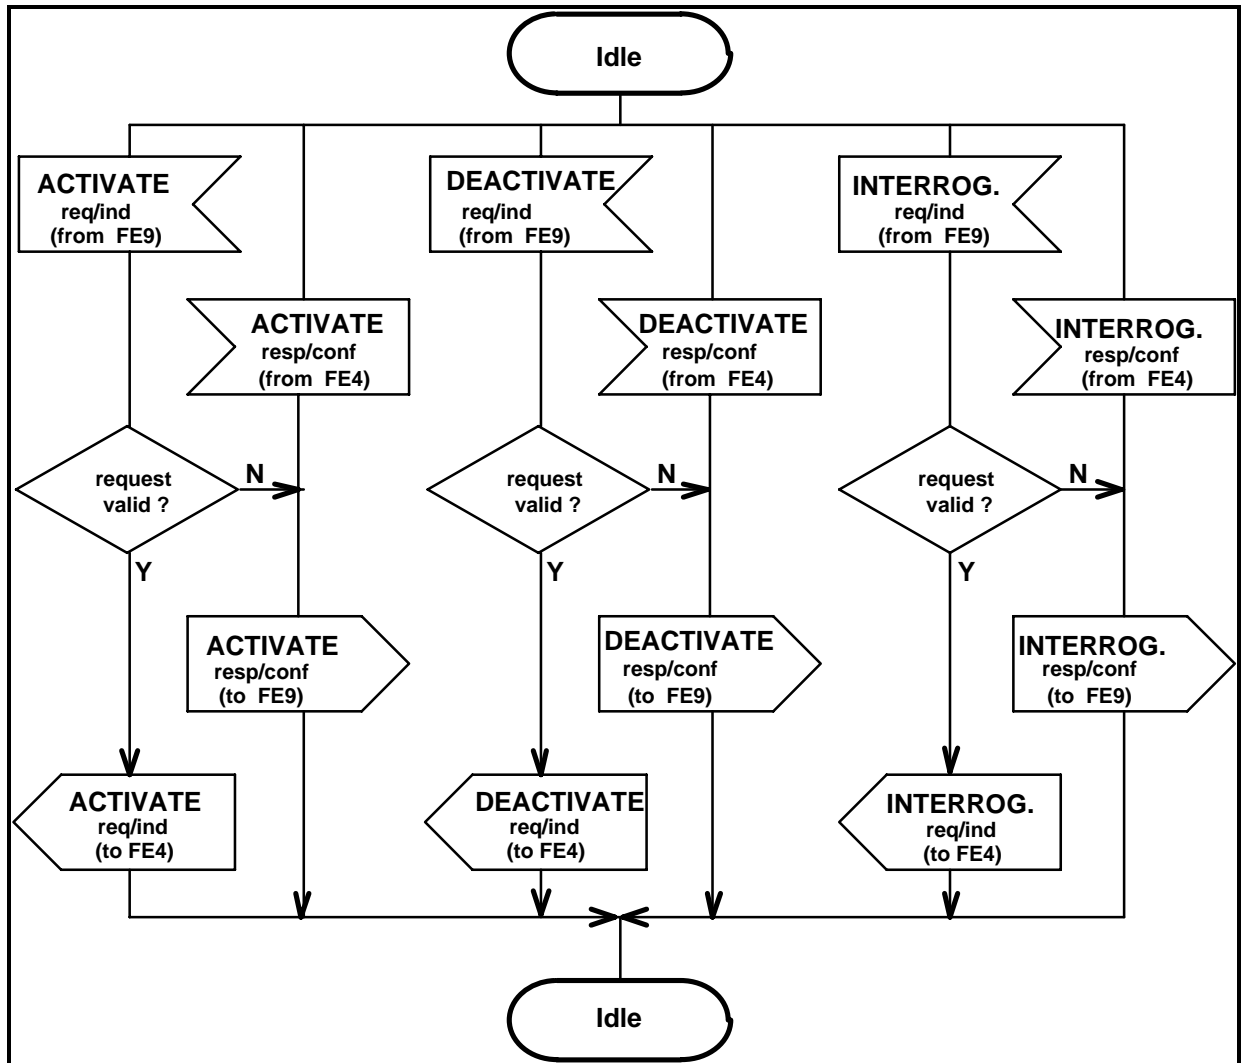 Idle
ACTIVATE
req/ind
(from FE9)
DEACTIVATE
req/ind
(from FE9)
INTERROG.
req/ind
(from FE9)
ACTIVATE
resp/conf
(from FE4)
DEACTIVATE
resp/conf
(from FE4)
INTERROG.
resp/conf
(from FE4)
request
valid ?
N
Y
request
valid ?
N
Y
request
valid ?
N
Y
ACTIVATE
resp/conf
(to FE9)
DEACTIVATE
resp/conf
(to FE9)
INTERROG.
resp/conf
(to FE9)
ACTIVATE
req/ind
(to FE4)
DEACTIVATE
req/ind
(to FE4)
INTERROG.
req/ind
(to FE4)
Idle